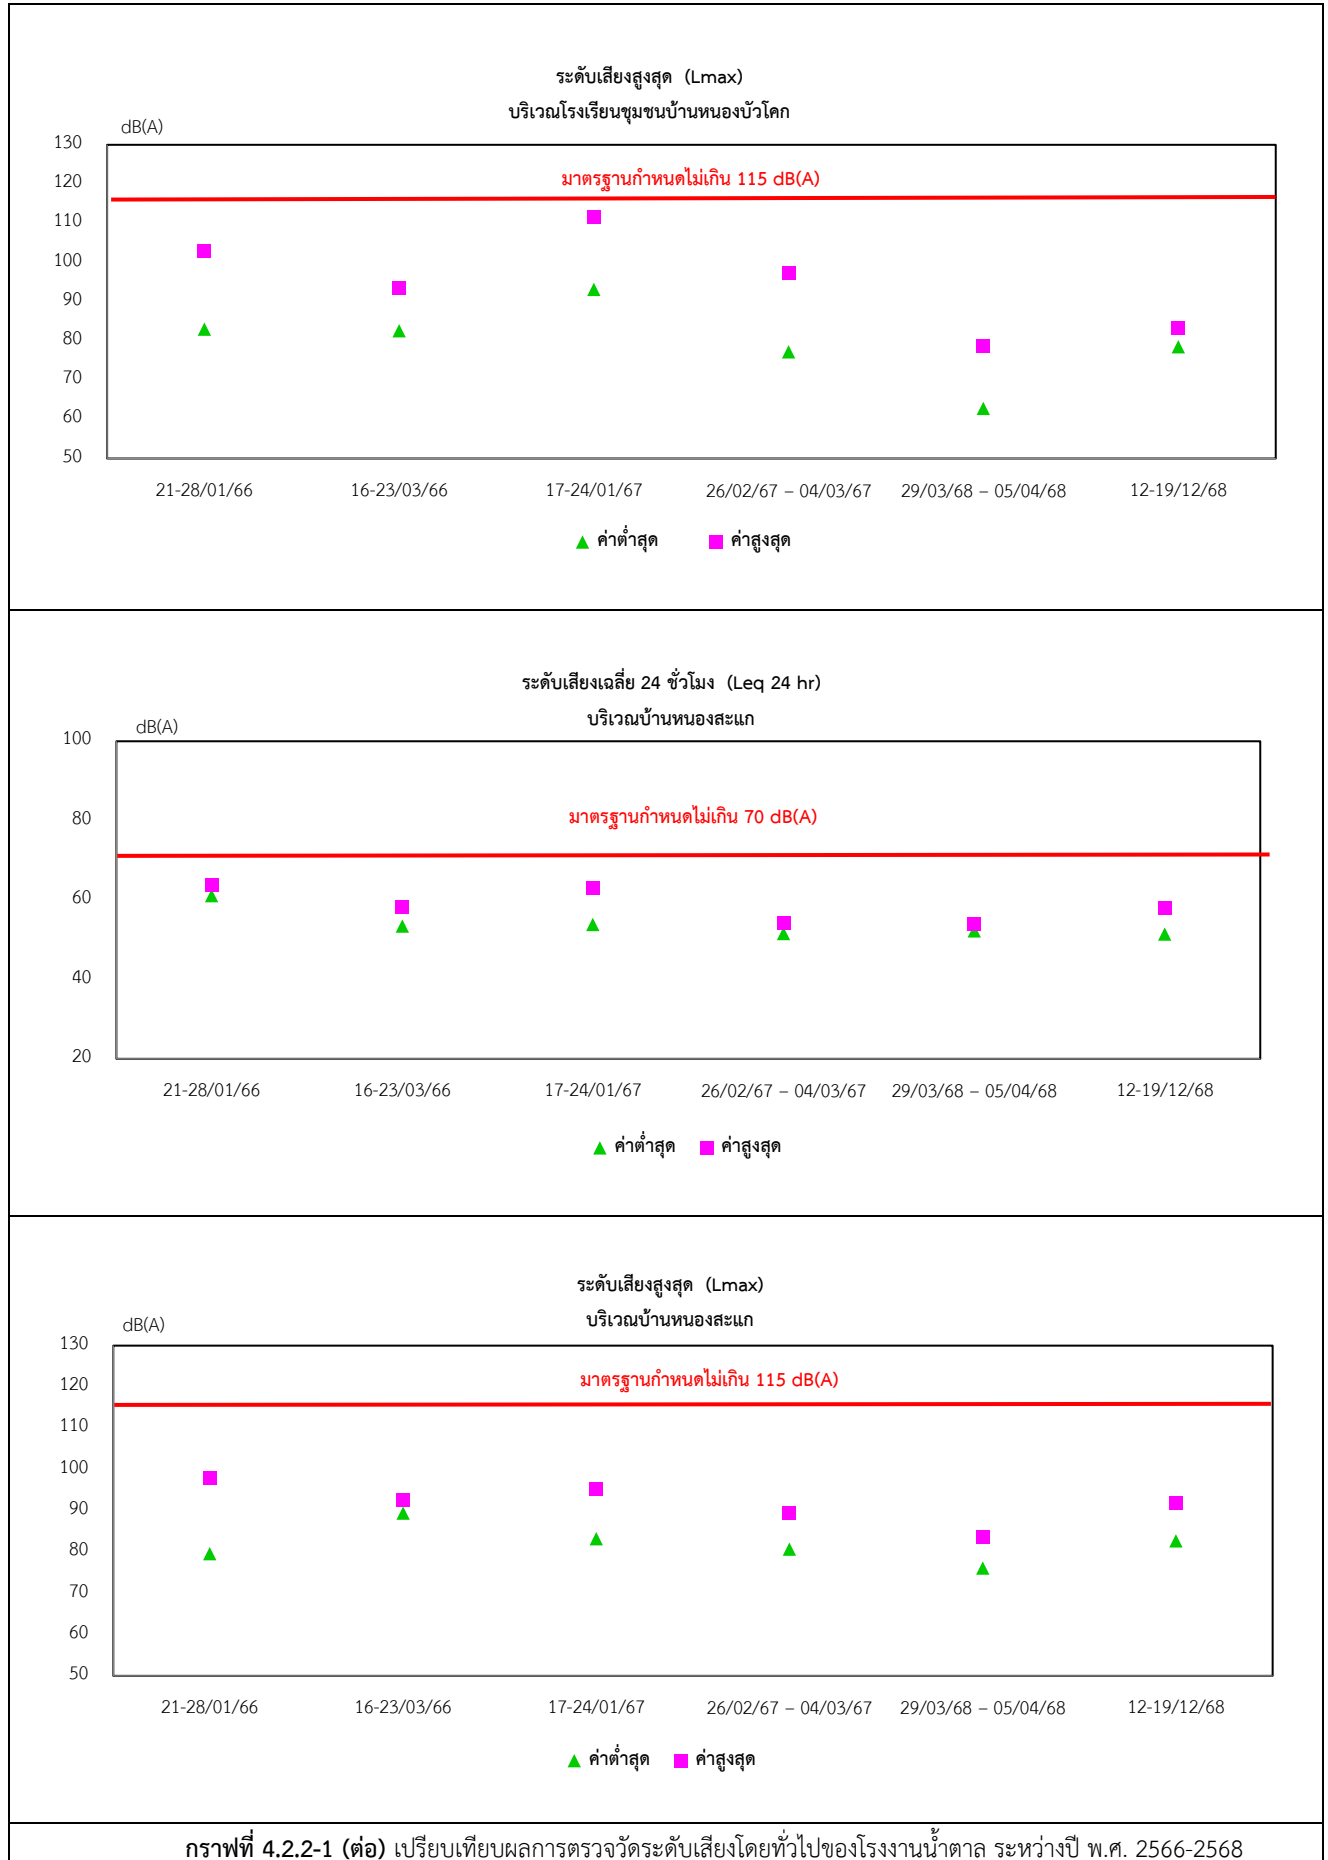 ระดับเสียงสูงสุด (Lmax)
บริเวณโรงเรียนชุมชนบ้านหนองบัวโคก
dB(A)
130
120
110
100
90
80
70
60
50
มาตรฐานกำหนดไม่เกิน 115 dB(A)
21-28/01/66 16-23/03/66 17-24/01/67 26/02/67 – 04/03/67 29/03/68 – 05/04/68 12-19/12/68
ค่าต่ำสุด ค่าสูงสุด
ระดับเสียงเฉลี่ย 24 ชั่วโมง (Leq 24 hr)
บริเวณบ้านหนองสะแก
dB(A)
100
80
60
40
20
มาตรฐานกำหนดไม่เกิน 70 dB(A)
21-28/01/66 16-23/03/66 17-24/01/67 26/02/67 – 04/03/67 29/03/68 – 05/04/68 12-19/12/68
ค่าต่ำสุด ค่าสูงสุด
ระดับเสียงสูงสุด (Lmax)
บริเวณบ้านหนองสะแก
dB(A)
130
120
110
100
90
80
70
60
50
มาตรฐานกำหนดไม่เกิน 115 dB(A)
21-28/01/66 16-23/03/66 17-24/01/67 26/02/67 – 04/03/67 29/03/68 – 05/04/68 12-19/12/68
ค่าต่ำสุด ค่าสูงสุด
กราฟที่ 4.2.2-1 (ต่อ) เปรียบเทียบผลการตรวจวัดระดับเสียงโดยทั่วไปของโรงงานน้ำตาล ระหว่างปี พ.ศ. 2566-2568